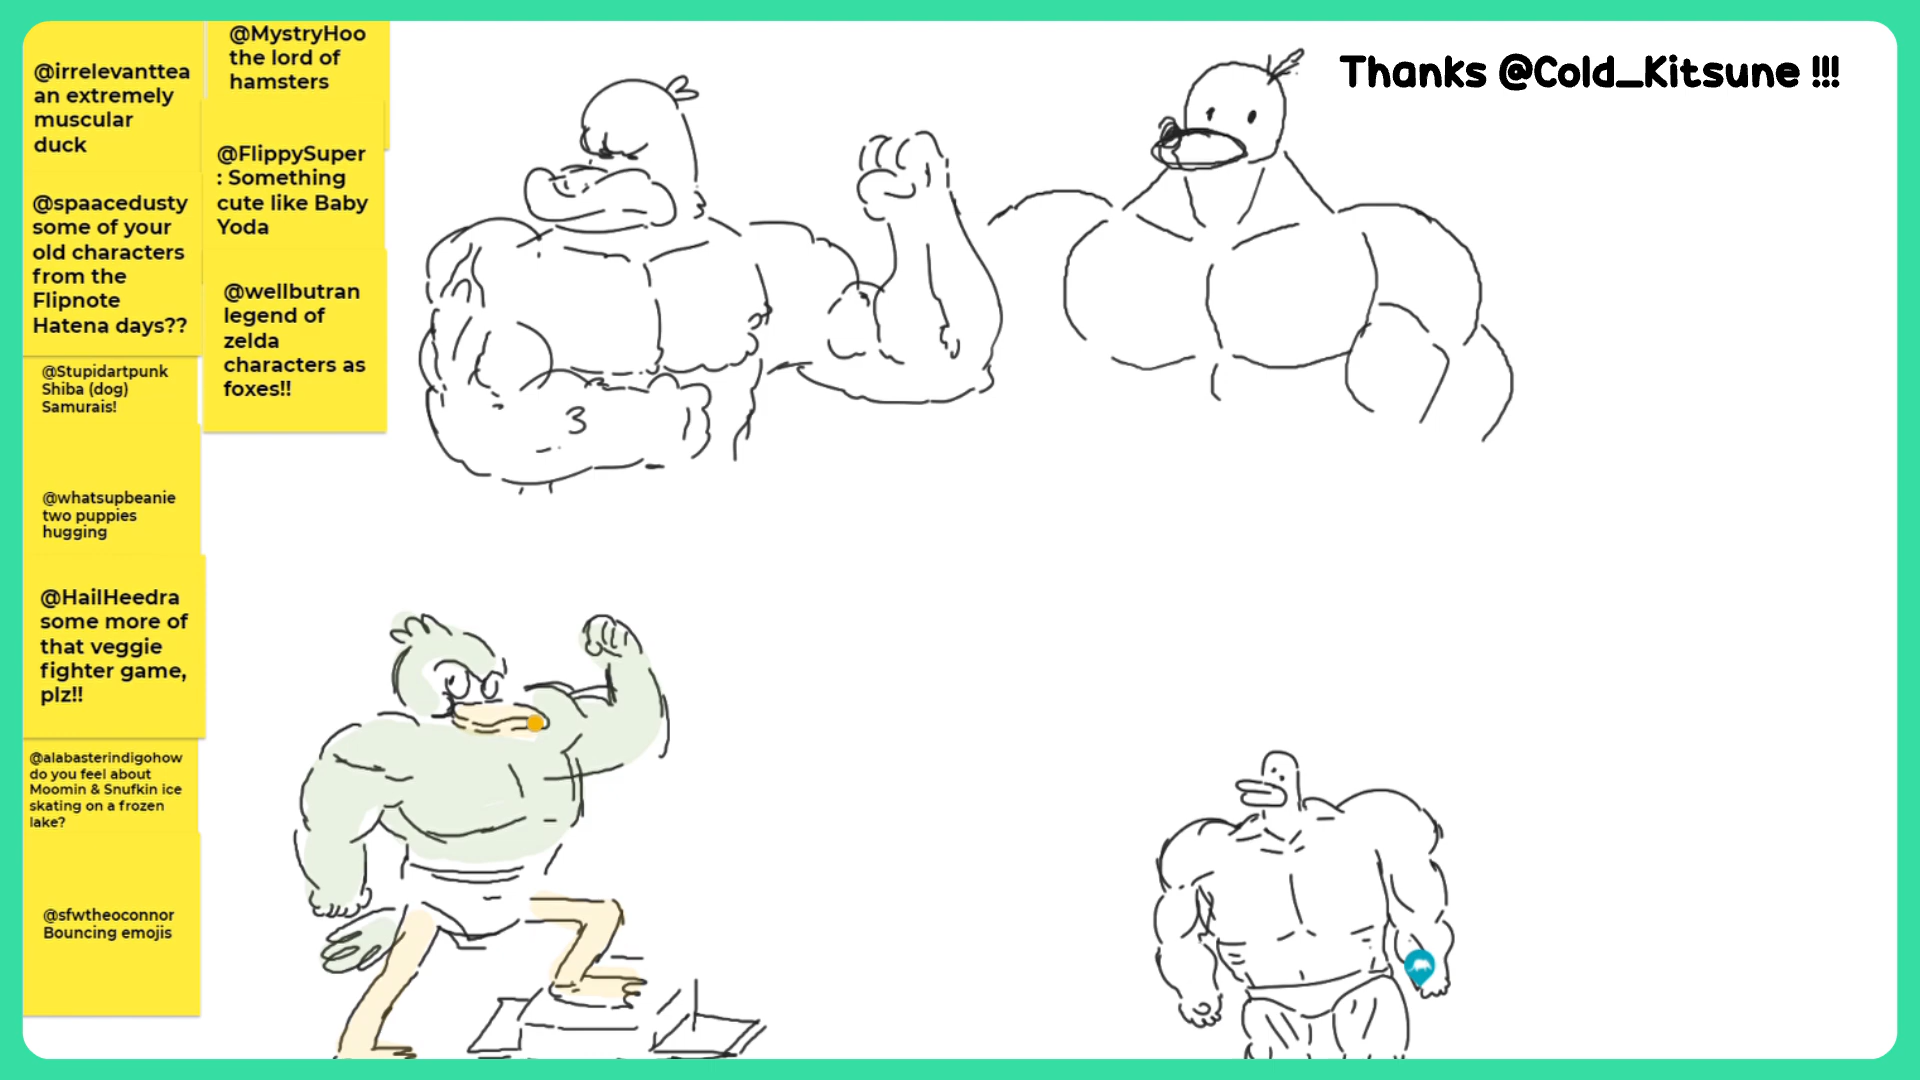 @irrelevanttea
an extremely
muscular
duck
@spaacedusty
some of your
old characters
from the
Flipnote
Hatena days??
@Stupidartpunk
Shiba (dog)
Samurais!
@whatsupbeanie
two puppies
hugging
@HailHeedra
some more of
that veggie
fighter game,
plz!!
@alabasterindigohow
do you feel about
Moomin & Snufkin ice
skating on a frozen
lake?
@sfwtheoconnor
Bouncing emojis
@MystryHoo
the lord of
hamsters
@FlippySuper
: Something
cute like Baby
Yoda
@wellbutran
legend of
zelda
characters as
foxes!!
Thanks @Cold_Kitsune !!!
3